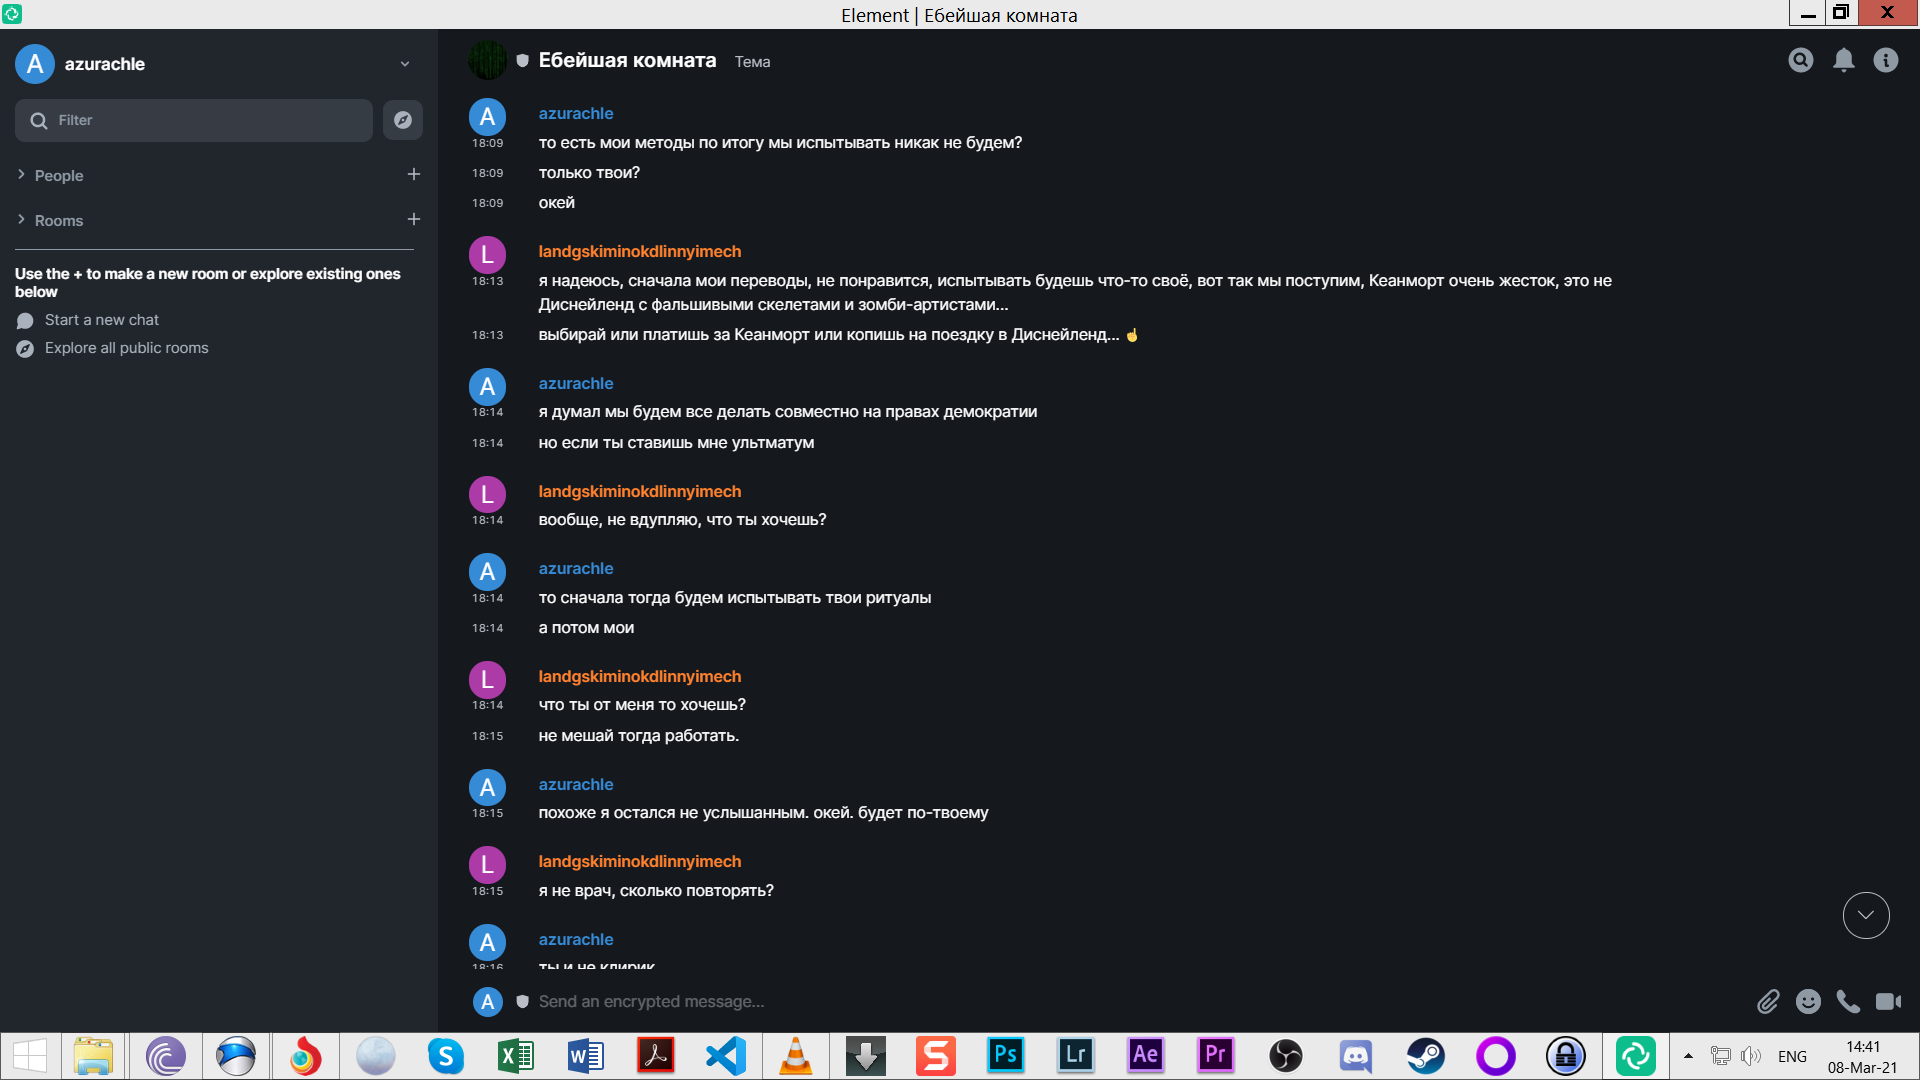 Element | Ебейшая комната
A azurachle
Filter
People
Rooms
Use the + to make a new room or explore existing ones
below
Start a new chat
Explore all public rooms
Ебейшая комната Тема
A azurachle
18:09 то есть мои методы по итогу мы испытывать никак не будем?
18:09 только твои?
18:09 окей
L landgskiminokdlinnyimech
18:13 я надеюсь, сначала мои переводы, не понравится, испытывать будешь что-то своё, вот так мы поступим, Кеанморт очень жесток, это не
Диснейленд с фальшивыми скелетами и зомби-артистами...
18:13 выбирай или платишь за Кеанморт или копишь на поездку в Диснейленд... ☝
A azurachle
18:14 я думал мы будем все делать совместно на правах демократии
18:14 но если ты ставишь мне ультматум
L landgskiminokdlinnyimech
18:14 вообще, не вдупляю, что ты хочешь?
A azurachle
18:14 то сначала тогда будем испытывать твои ритуалы
18:14 а потом мои
L landgskiminokdlinnyimech
18:14 что ты от меня то хочешь?
18:15 не мешай тогда работать.
A azurachle
18:15 похоже я остался не услышанным. окей. будет по-твоему
L landgskiminokdlinnyimech
18:15 я не врач, сколько повторять?
A azurachle
18:16 ты и не клирик
A Send an encrypted message...
Ps Lr Ae Pr
ENG
14:41
08-Mar-21